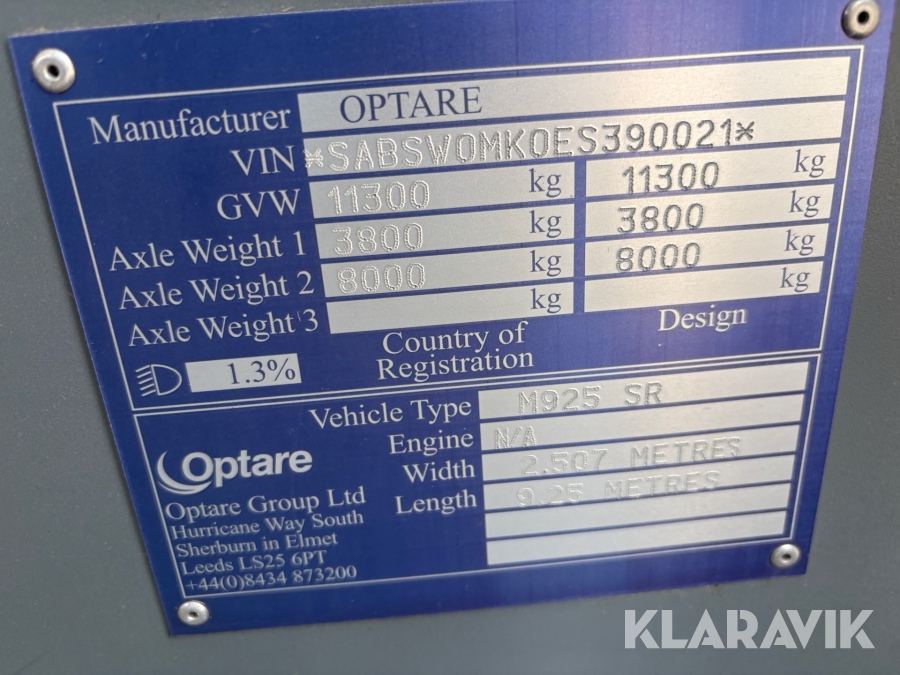 Manufacturer OPTARE
VIN *SABSW0MK0ES390021*
GVW 11300 kg 11300 kg
Axle Weight 1 3800 kg 3800 kg
Axle Weight 2 8000 kg 8000 kg
Axle Weight 3 kg kg
1.3% Country of Registration Design
Vehicle Type M925 SR
Engine N/A
Width 2.507 METRES
Length 9.25 METRES
Optare
Optare Group Ltd
Hurricane Way South
Sherburn in Elmet
Leeds LS25 6PT
+44(0)8434 873200
KLARAVIK